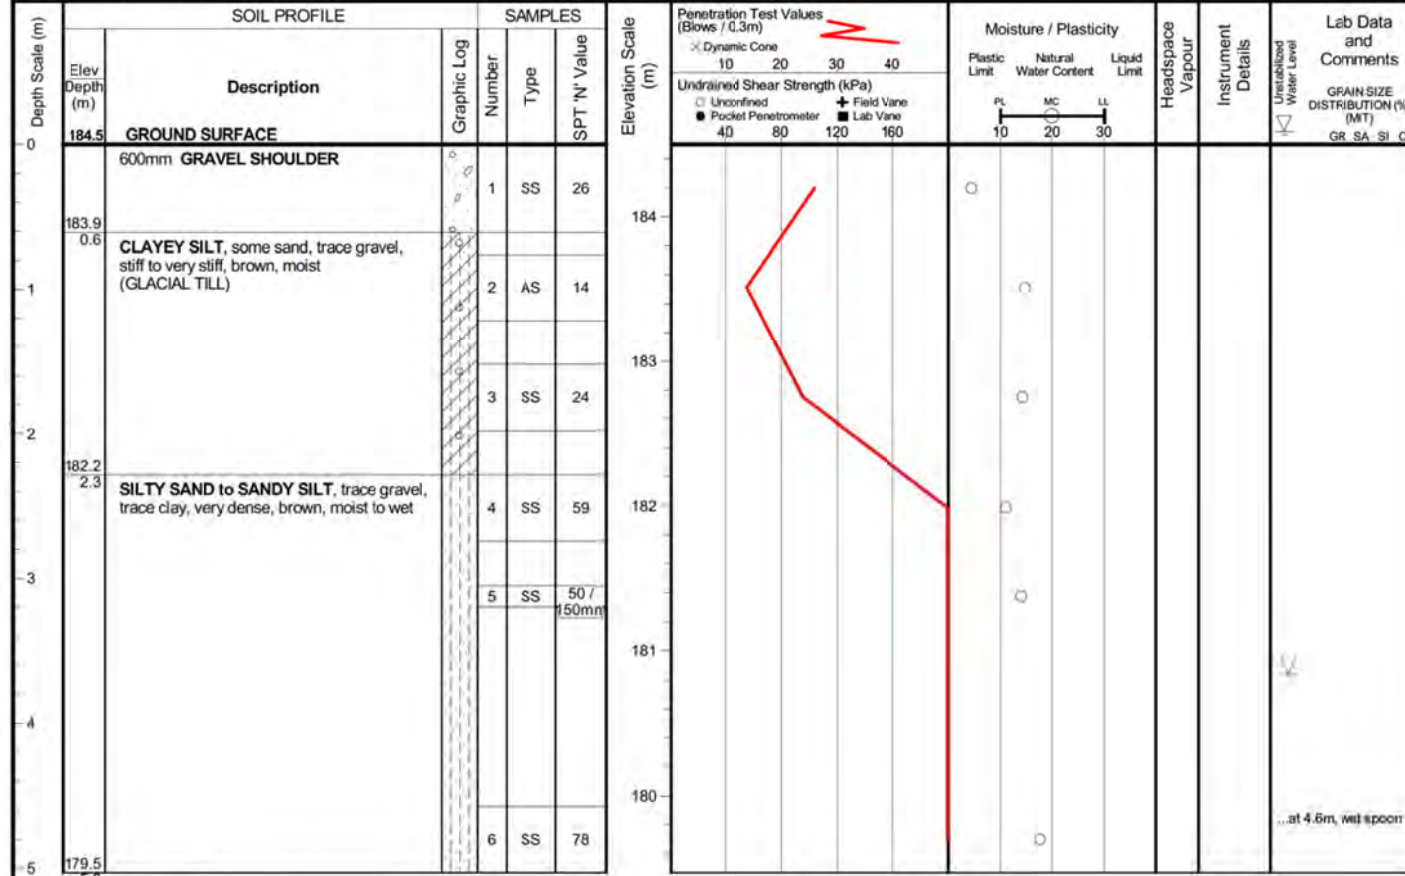 SOIL PROFILE
SAMPLES
Depth Scale (m)
Elev
Depth
(m)
Description
Graphic Log
Number
Type
SPT 'N' Value
Elevation Scale
(m)
Penetration Test Values
(Blows / 0.3m)
Dynamic Cone
10 20 30 40
Undrained Shear Strength (kPa)
Unconfined
Field Vane
Pocket Penetrometer
Lab Vane
40 80 120 160
Moisture / Plasticity
Plastic
Limit
Natural
Water Content
Liquid
Limit
PL MC LL
10 20 30
Headspace
Vapour
Instrument
Details
Unstabilized
Water Level
Lab Data
and
Comments
GRAIN SIZE
DISTRIBUTION (%
(MIT)
GR SA SI C
184.5 GROUND SURFACE
0
600mm GRAVEL SHOULDER
1 SS 26
184
183.9
0.6
CLAYEY SILT, some sand, trace gravel,
stiff to very stiff, brown, moist
(GLACIAL TILL)
1
2 AS 14
183
3 SS 24
2
182.2
2.3
SILTY SAND to SANDY SILT, trace gravel,
trace clay, very dense, brown, moist to wet
4 SS 59
182
3
5 SS 50 /
150mm
181
4
180
...at 4.6m, wet spoon
6 SS 78
179.5
5